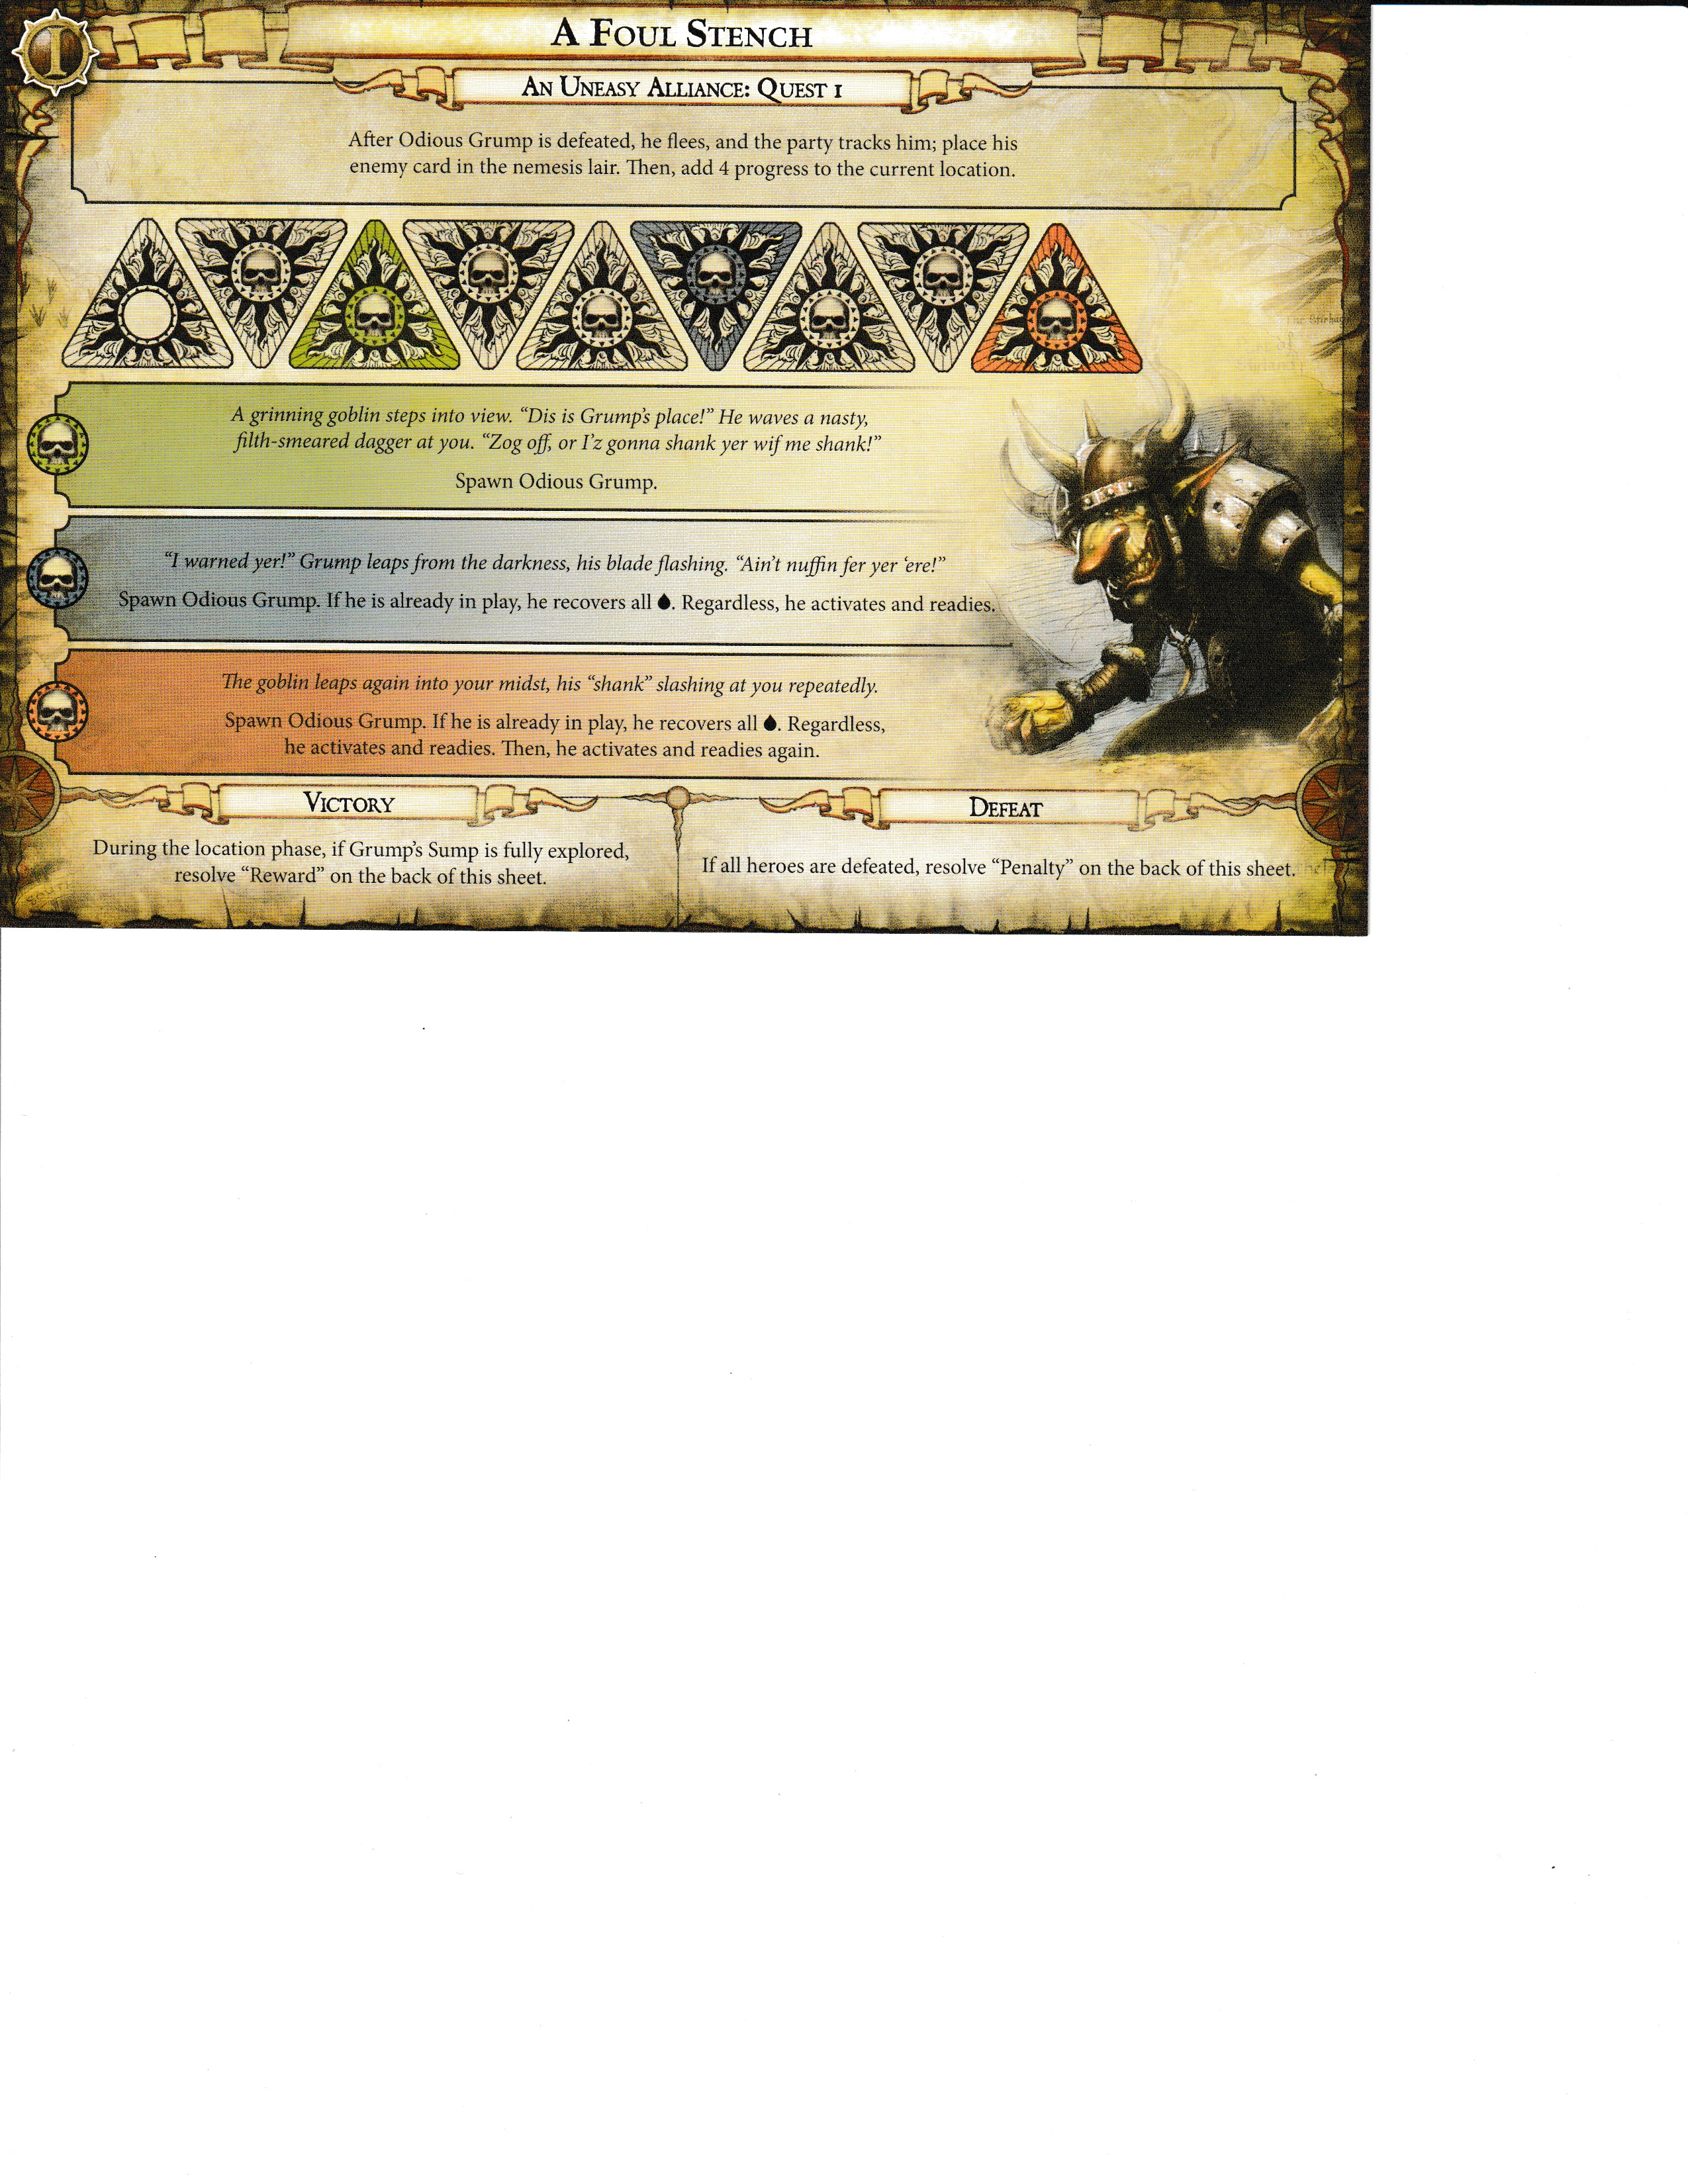 I
A Foul Stench
An Uneasy Alliance: Quest 1
After Odious Grump is defeated, he flees, and the party tracks him; place his
enemy card in the nemesis lair. Then, add 4 progress to the current location.
A grinning goblin steps into view. “Dis is Grump’s place!” He waves a nasty,
filth-smeared dagger at you. “Zog off, or I’z gonna shank yer wif me shank!”
Spawn Odious Grump.
“I warned yer!” Grump leaps from the darkness, his blade flashing. “Ain’t nuffin fer yer ‘ere!”
Spawn Odious Grump. If he is already in play, he recovers all . Regardless, he activates and readies.
The goblin leaps again into your midst, his “shank” slashing at you repeatedly.
Spawn Odious Grump. If he is already in play, he recovers all . Regardless,
he activates and readies. Then, he activates and readies again.
Victory
During the location phase, if Grump’s Sump is fully explored,
resolve “Reward” on the back of this sheet.
Defeat
If all heroes are defeated, resolve “Penalty” on the back of this sheet.